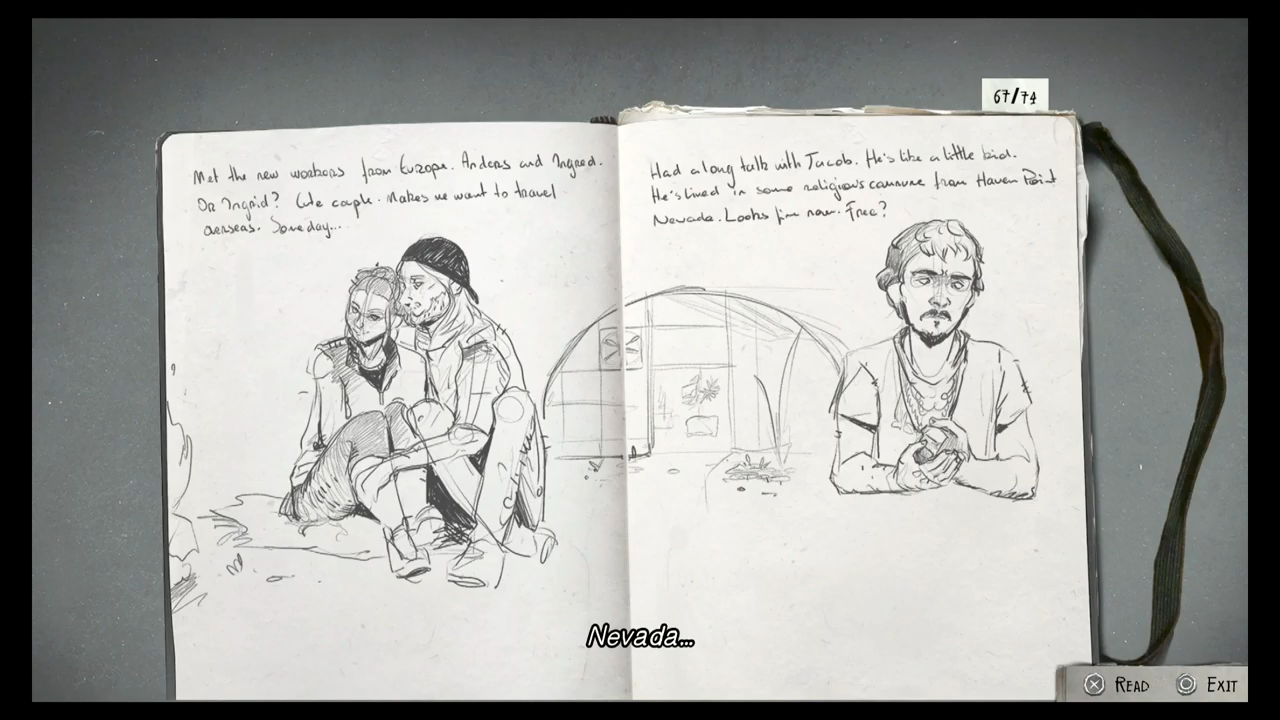 67/74
Met the new workers from Europe. Anders and Ingred.
Or Ingrid? Cute couple. Makes me want to travel
overseas. Someday...
Had a long talk with Jacob. He's like a little kid.
He's lived in some religious commune from Haven Point
Nevada. Looks fine now. Free?
Nevada...
READ
EXIT